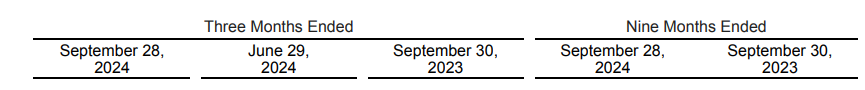 Three Months Ended Nine Months Ended
September 28, June 29, September 30, September 28, September 30,
2024 2024 2023 2024 2023